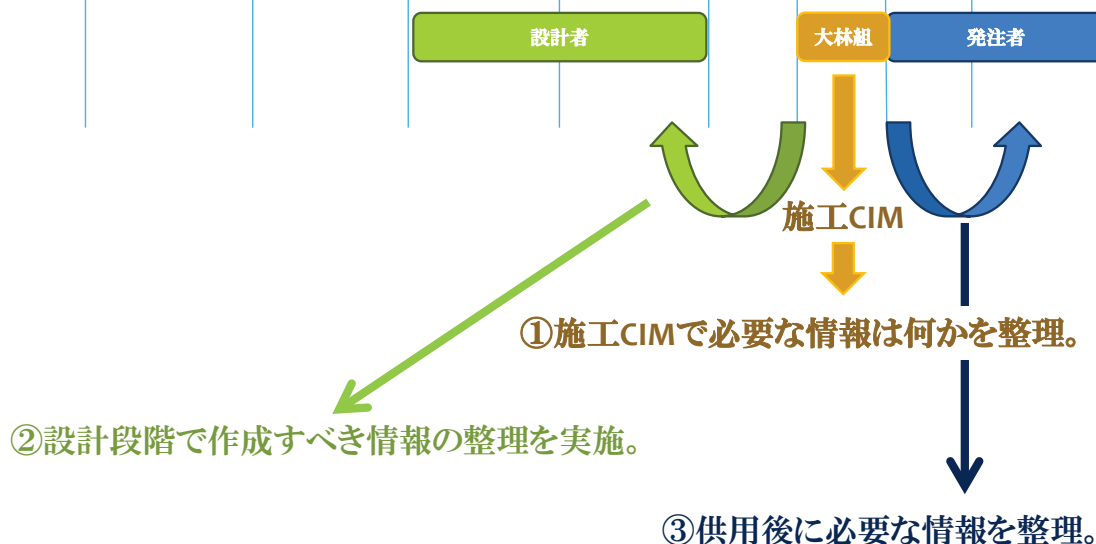 設計者
大林組
発注者
施工CIM
①施工CIMで必要な情報は何かを整理。
②設計段階で作成すべき情報の整理を実施。
③供用後に必要な情報を整理。